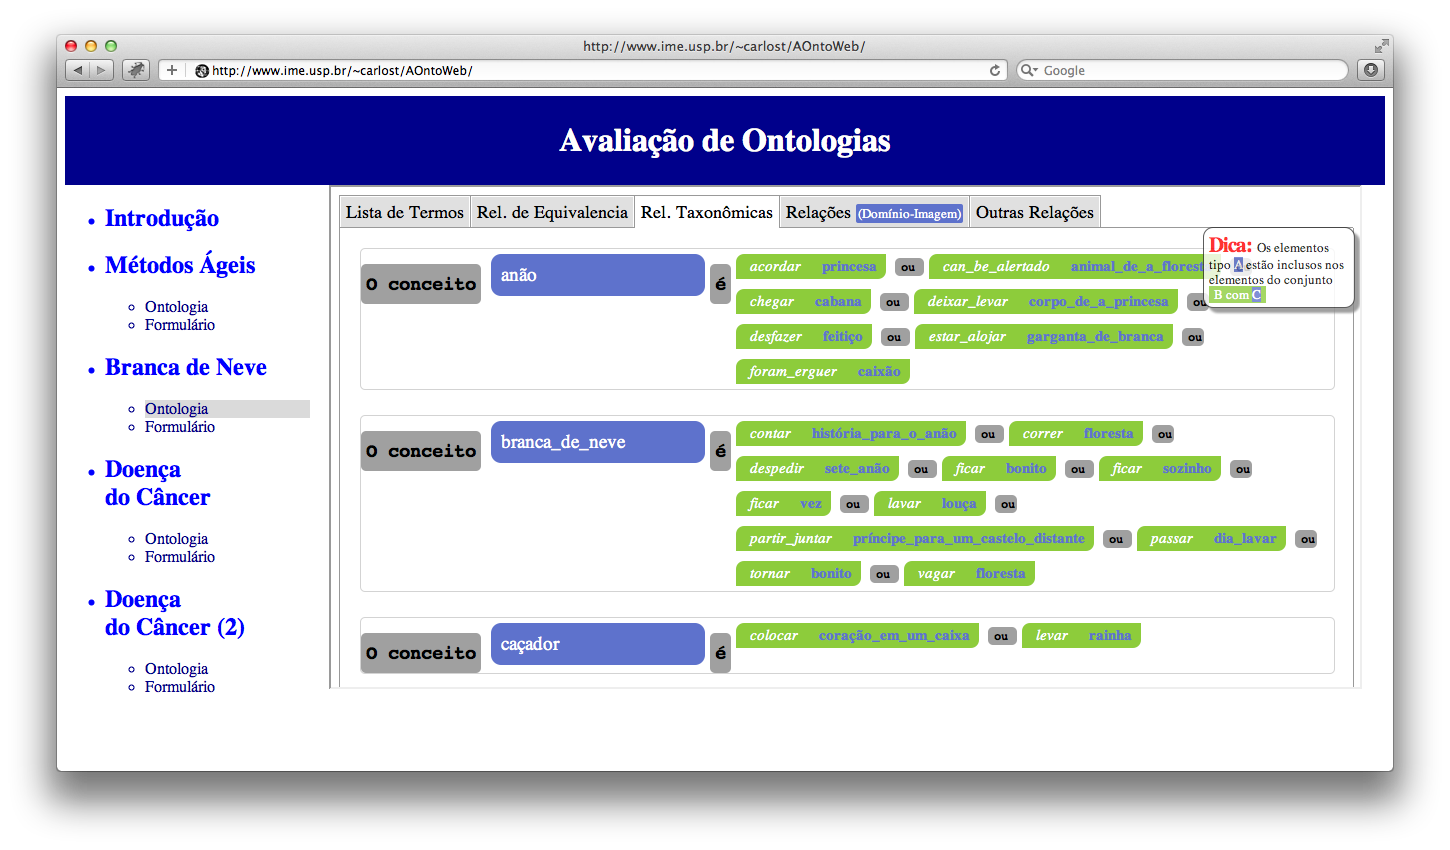 http://www.ime.usp.br/~carlost/AOntoWeb/
http://www.ime.usp.br/~carlost/AOntoWeb/
Google
Avaliação de Ontologias
Introdução
Métodos Ágeis
Ontologia
Formulário
Branca de Neve
Ontologia
Formulário
Doença
do Câncer
Ontologia
Formulário
Doença
do Câncer (2)
Ontologia
Formulário
Lista de Termos Rel. de Equivalencia Rel. Taxonômicas Relações (Domínio-Imagem) Outras Relações
Dica: Os elementos
tipo A estão inclusos nos
elementos do conjunto
B com C
O conceito anão é
acordar princesa ou can_be_alertado animal_de_a_florest
chegar cabana ou deixar_levar corpo_de_a_princesa ou
desfazer feitiço ou estar_alojar garganta_de_branca ou
foram_erguer caixão
O conceito branca_de_neve é
contar história_para_o_anão ou correr floresta ou
despedir sete_anão ou ficar bonito ou ficar sozinho ou
ficar vez ou lavar louça ou
partir_juntar príncipe_para_um_castelo_distante ou passar dia_lavar ou
tornar bonito ou vagar floresta
O conceito caçador é
colocar coração_em_um_caixa ou levar rainha